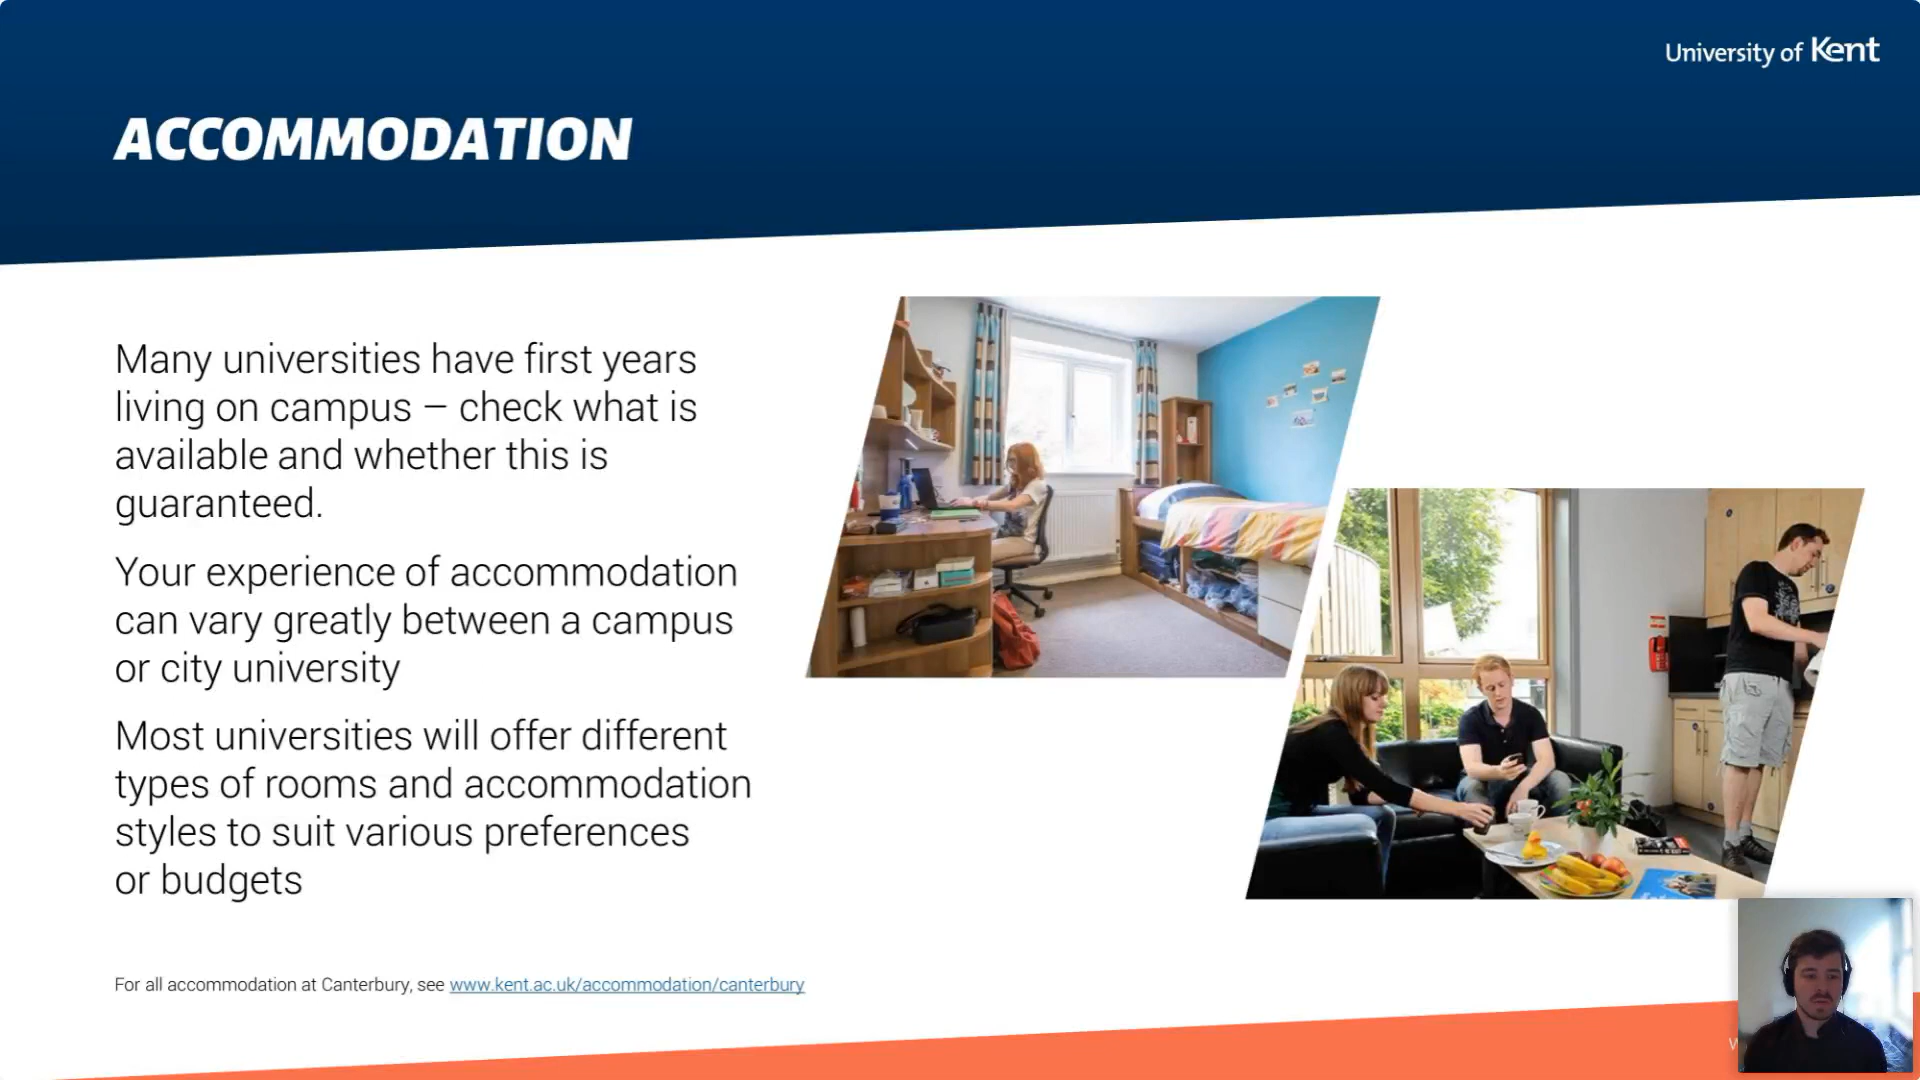 University of Kent
ACCOMMODATION
Many universities have first years
living on campus – check what is
available and whether this is
guaranteed.
Your experience of accommodation
can vary greatly between a campus
or city university
Most universities will offer different
types of rooms and accommodation
styles to suit various preferences
or budgets
For all accommodation at Canterbury, see www.kent.ac.uk/accommodation/canterbury